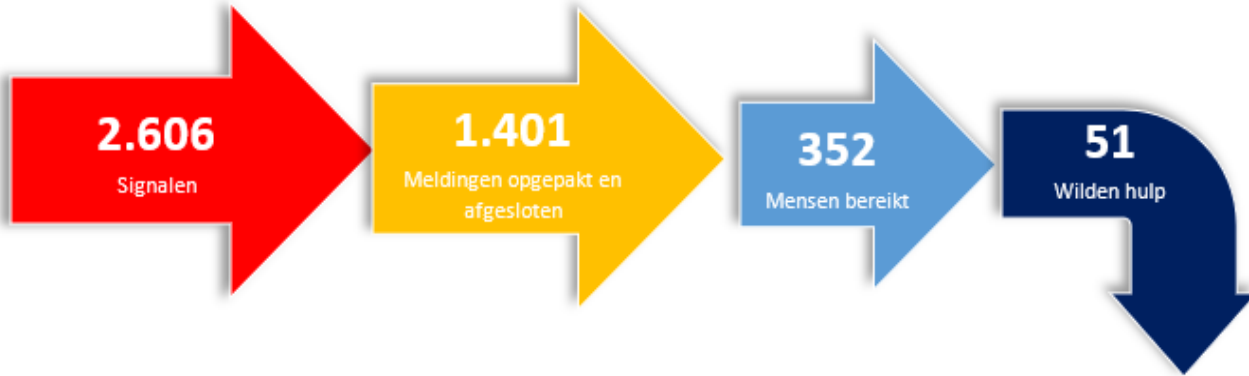 2.606
Signalen
1.401
Meldingen opgepakt en
afgesloten
352
Mensen bereikt
51
Wilden hulp